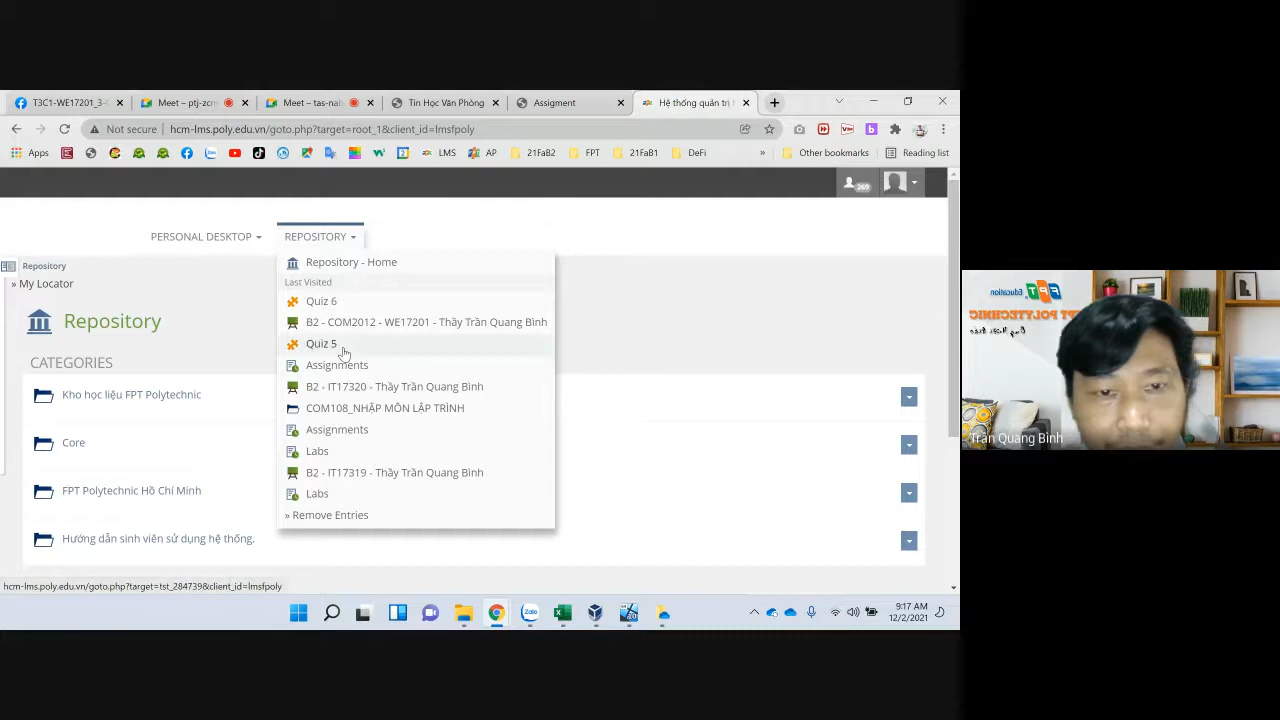 T3C1-WE17201_3-
Meet – ptj-zcm
Meet – tas-nab
Tin Học Văn Phòng
Assigment
Hệ thống quản trị
Not secure
hcm-lms.poly.edu.vn/goto.php?target=root_1&client_id=lmsfpoly
Apps
LMS
AP
21FaB2
FPT
21FaB1
DeFi
»
Other bookmarks
Reading list
269
PERSONAL DESKTOP
REPOSITORY
Repository
» My Locator
Repository
CATEGORIES
Kho học liệu FPT Polytechnic
Core
FPT Polytechnic Hồ Chí Minh
Hướng dẫn sinh viên sử dụng hệ thống.
Repository - Home
Last Visited
Quiz 6
B2 - COM2012 - WE17201 - Thầy Trần Quang Bình
Quiz 5
Assignments
B2 - IT17320 - Thầy Trần Quang Bình
COM108_NHẬP MÔN LẬP TRÌNH
Assignments
Labs
B2 - IT17319 - Thầy Trần Quang Bình
Labs
» Remove Entries
hcm-lms.poly.edu.vn/goto.php?target=tst_284739&client_id=lmsfpoly
Zalo
9:17 AM
12/2/2021
FPT Education
FPT POLYTECHNIC
Trần Quang Bình